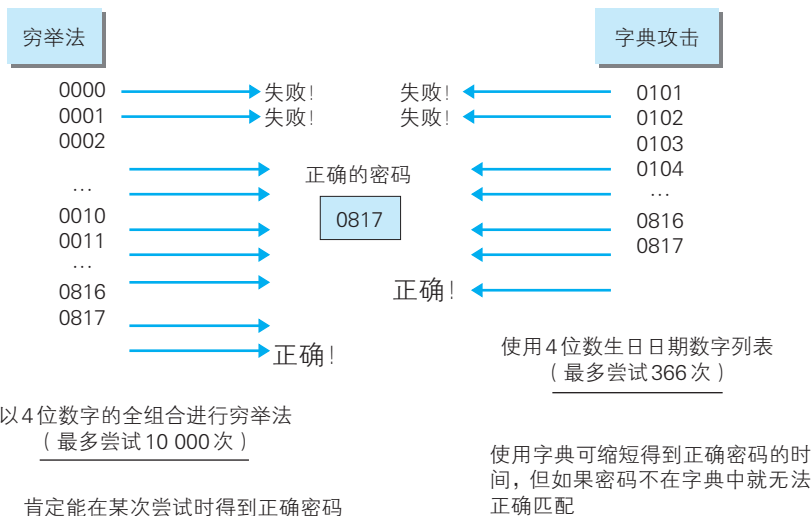 穷举法
0000 失败！
0001 失败！
0002
…
0010
0011
…
0816
0817
正确！
以4位数字的全组合进行穷举法
（最多尝试10 000次）
肯定能在某次尝试时得到正确密码
正确的密码
0817
字典攻击
失败！ 0101
失败！ 0102
0103
0104
…
0816
0817
正确！
使用4位数生日日期数字列表
（最多尝试366次）
使用字典可缩短得到正确密码的时
间，但如果密码不在字典中就无法
正确匹配